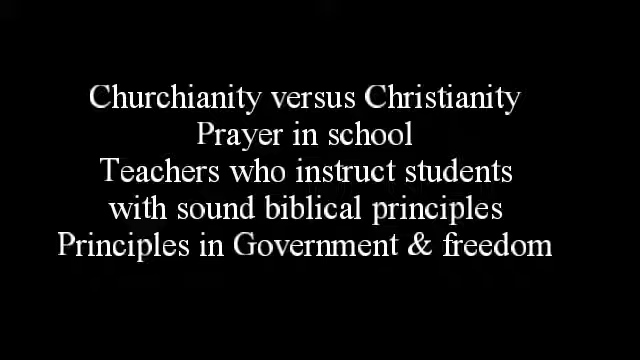 Churchianity versus Christianity
Prayer in school
Teachers who instruct students
with sound biblical principles
Principles in Government & freedom